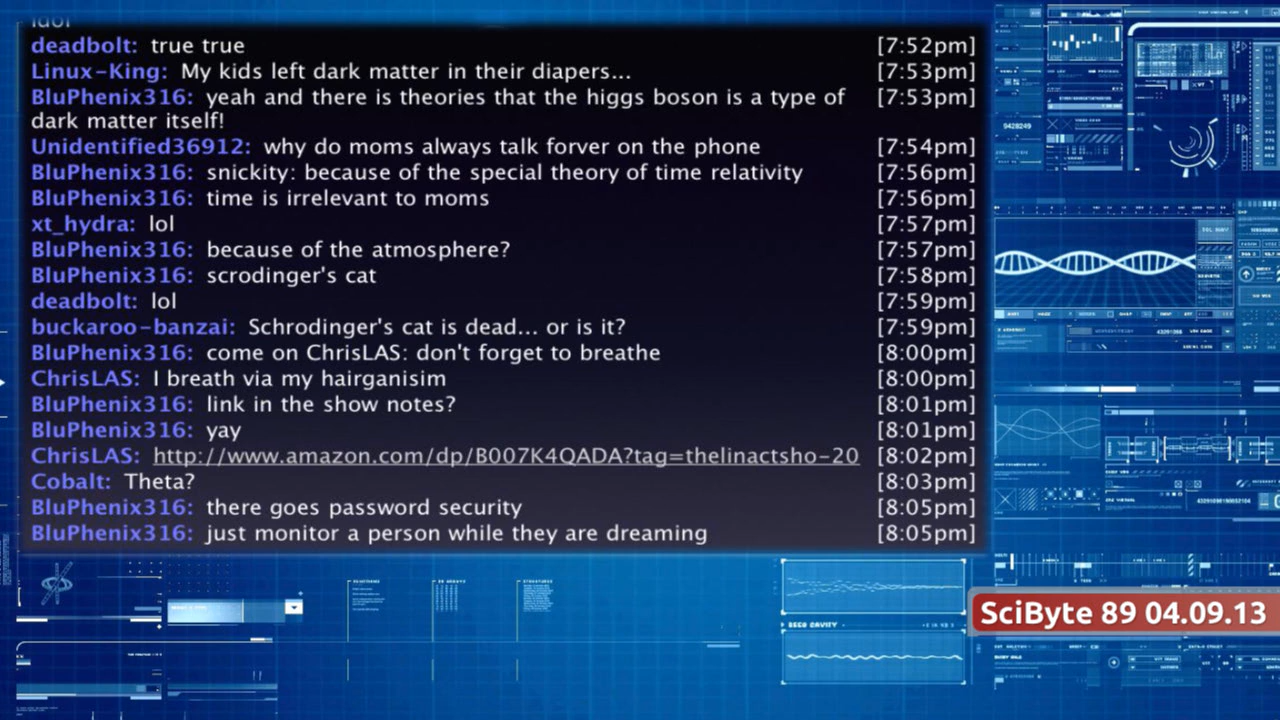 deadbolt: true true [7:52pm]
Linux-King: My kids left dark matter in their diapers... [7:53pm]
BluPhenix316: yeah and there is theories that the higgs boson is a type of [7:53pm]
dark matter itself!
Unidentified36912: why do moms always talk forver on the phone [7:54pm]
BluPhenix316: snickity: because of the special theory of time relativity [7:56pm]
BluPhenix316: time is irrelevant to moms [7:56pm]
xt_hydra: lol [7:57pm]
BluPhenix316: because of the atmosphere? [7:57pm]
BluPhenix316: scrodinger's cat [7:58pm]
deadbolt: lol [7:59pm]
buckaroo-banzai: Schrodinger's cat is dead... or is it? [7:59pm]
BluPhenix316: come on ChrisLAS: don't forget to breathe [8:00pm]
ChrisLAS: I breath via my hairganisim [8:00pm]
BluPhenix316: link in the show notes? [8:01pm]
BluPhenix316: yay [8:01pm]
ChrisLAS: http://www.amazon.com/dp/B007K4QADA?tag=thelinactsho-20 [8:02pm]
Cobalt: Theta? [8:03pm]
BluPhenix316: there goes password security [8:05pm]
BluPhenix316: just monitor a person while they are dreaming [8:05pm]
9428249
SciByte 89 04.09.13